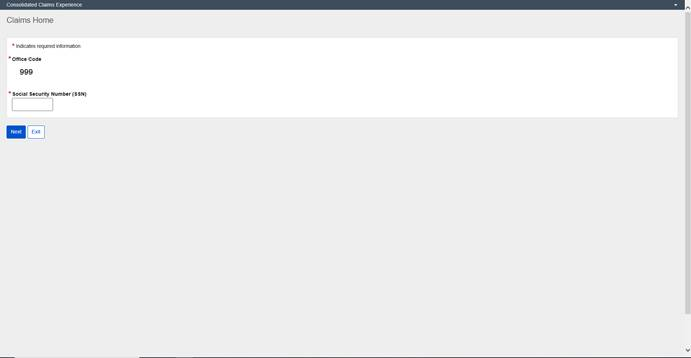 Consolidated Claims Experience
Claims Home
* Indicates required information
* Office Code
999
* Social Security Number (SSN)
Next Exit